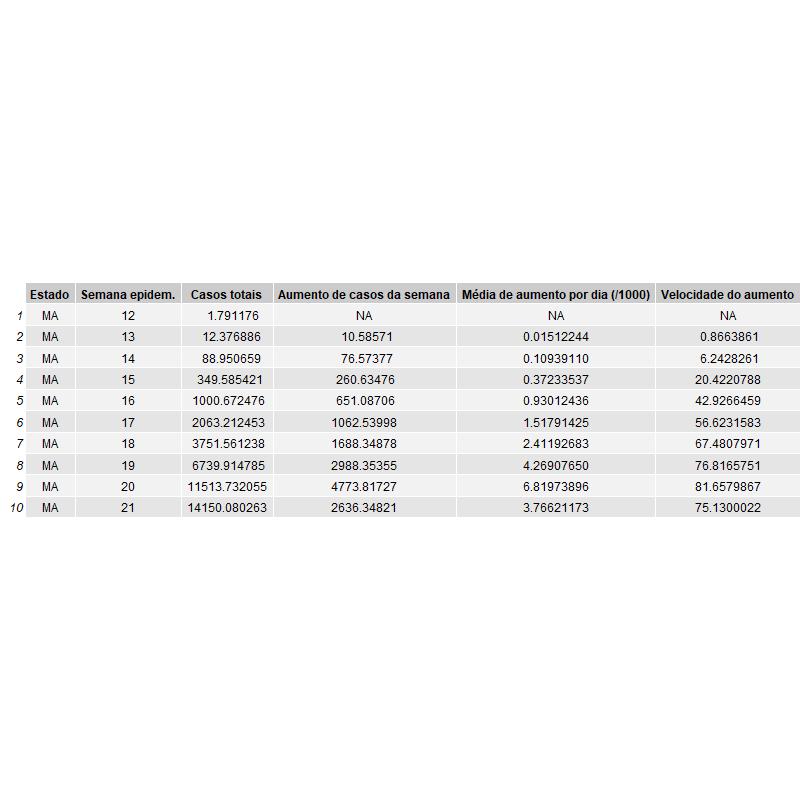 Estado Semana epidem. Casos totais Aumento de casos da semana Média de aumento por dia (/1000) Velocidade do aumento
1 MA 12 1.791176 NA NA NA
2 MA 13 12.376886 10.58571 0.01512244 0.8663861
3 MA 14 88.950659 76.57377 0.10939110 6.2428261
4 MA 15 349.585421 260.63476 0.37233537 20.4220788
5 MA 16 1000.672476 651.08706 0.93012436 42.9266459
6 MA 17 2063.212453 1062.53998 1.51791425 56.6231583
7 MA 18 3751.561238 1688.34878 2.41192683 67.4807971
8 MA 19 6739.914785 2988.35355 4.26907650 76.8165751
9 MA 20 11513.732055 4773.81727 6.81973896 81.6579867
10 MA 21 14150.080263 2636.34821 3.76621173 75.1300022